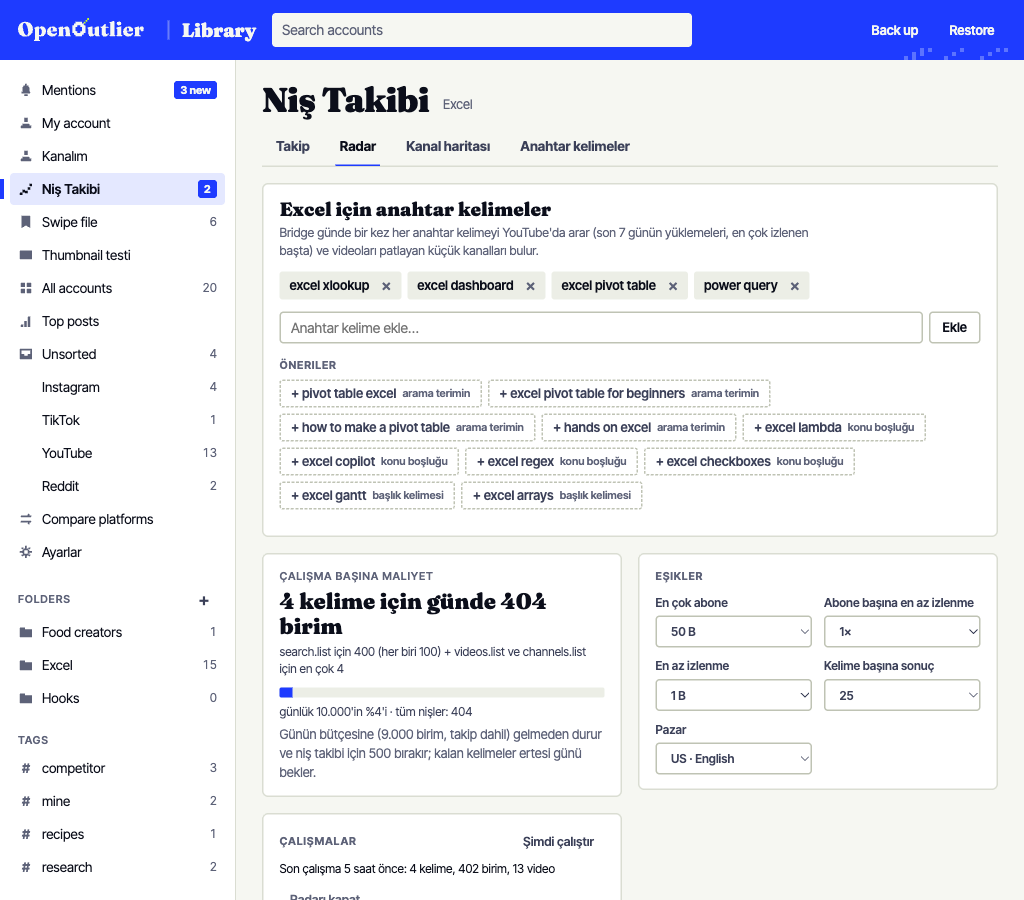 OpenOutlier
Library
Search accounts
Back up
Restore
Mentions
3 new
My account
Kanalım
Niş Takibi
2
Swipe file
6
Thumbnail testi
All accounts
20
Top posts
Unsorted
4
Instagram
4
TikTok
1
YouTube
13
Reddit
2
Compare platforms
Ayarlar
FOLDERS
+
Food creators
1
Excel
15
Hooks
0
TAGS
# competitor
3
# mine
2
# recipes
1
# research
2
Niş Takibi
Excel
Takip
Radar
Kanal haritası
Anahtar kelimeler
Excel için anahtar kelimeler
Bridge günde bir kez her anahtar kelimeyi YouTube'da arar (son 7 günün yüklemeleri, en çok izlenen
başta) ve videoları patlayan küçük kanalları bulur.
excel xlookup ×
excel dashboard ×
excel pivot table ×
power query ×
Anahtar kelime ekle...
Ekle
ÖNERILER
+ pivot table excel arama terimin
+ excel pivot table for beginners arama terimin
+ how to make a pivot table arama terimin
+ hands on excel arama terimin
+ excel lambda konu boşluğu
+ excel copilot konu boşluğu
+ excel regex konu boşluğu
+ excel checkboxes konu boşluğu
+ excel gantt başlık kelimesi
+ excel arrays başlık kelimesi
ÇALIŞMA BAŞINA MALIYET
4 kelime için günde 404
birim
search.list için 400 (her biri 100) + videos.list ve channels.list
için en çok 4
günlük 10.000'in %4'i · tüm nişler: 404
Günün bütçesine (9.000 birim, takip dahil) gelmeden durur
ve niş takibi için 500 bırakır; kalan kelimeler ertesi günü
bekler.
EŞIKLER
En çok abone
50 B
Abone başına en az izlenme
1×
En az izlenme
1 B
Kelime başına sonuç
25
Pazar
US · English
ÇALIŞMALAR
Şimdi çalıştır
Son çalışma 5 saat önce: 4 kelime, 402 birim, 13 video
Radarı kapat